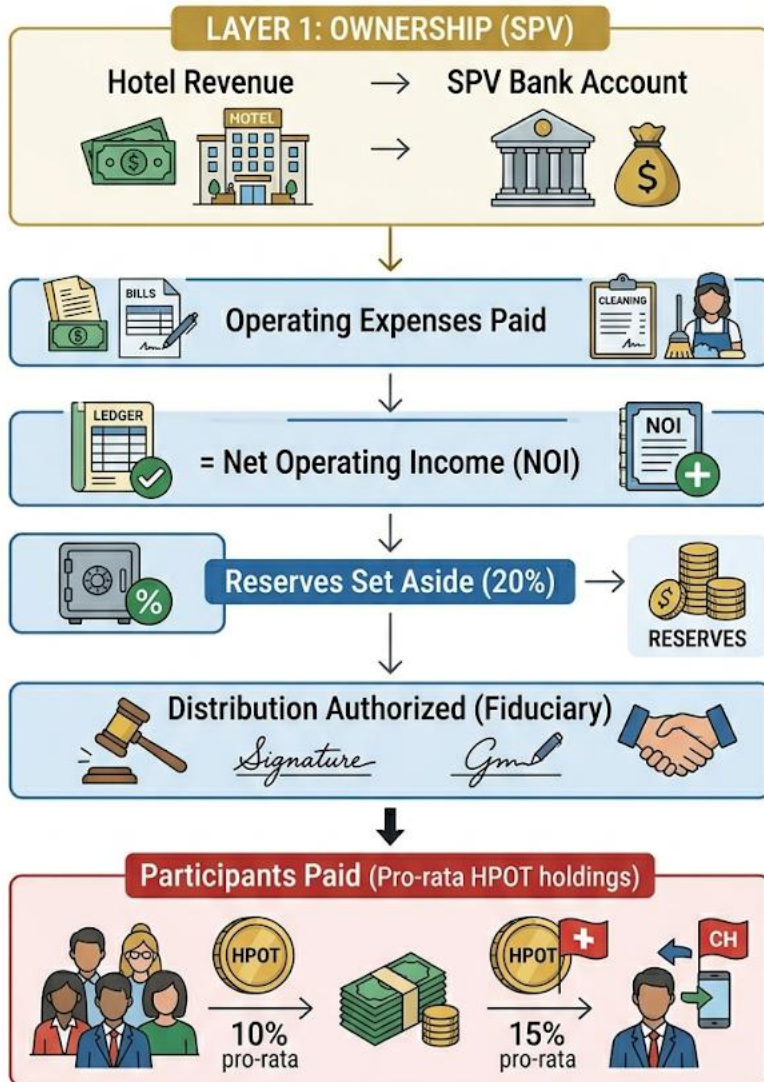 LAYER 1: OWNERSHIP (SPV)
Hotel Revenue → SPV Bank Account
HOTEL
$
$
→
BILLS
$
Operating Expenses Paid
CLEANING
LEDGER
= Net Operating Income (NOI)
NOI
%
Reserves Set Aside (20%)
$
RESERVES
Distribution Authorized (Fiduciary)
Signature
Gm
Participants Paid (Pro-rata HPOT holdings)
HPOT
HPOT
CH
10%
pro-rata
15%
pro-rata